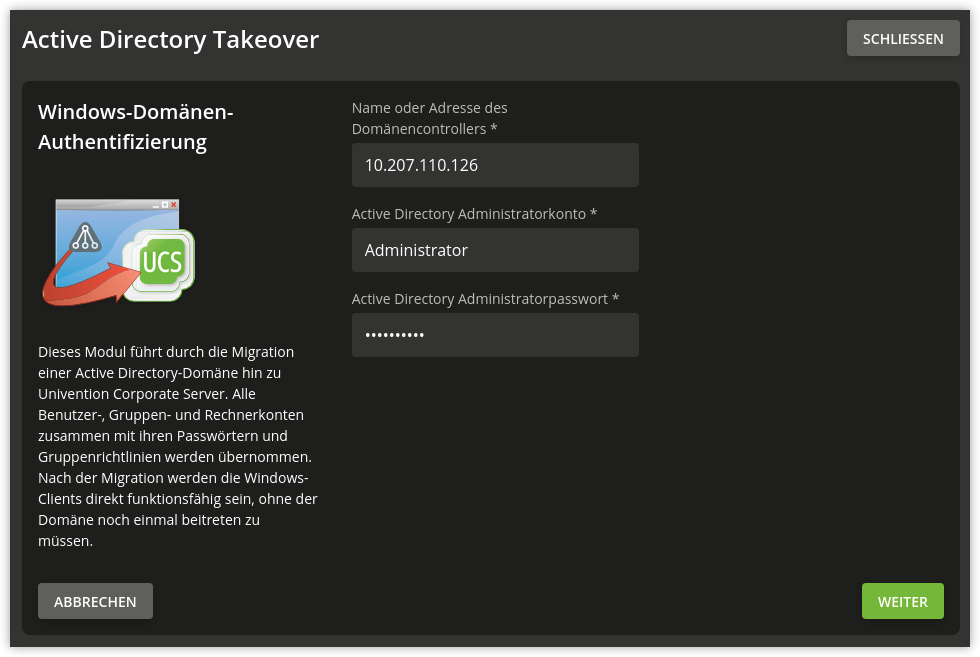 Active Directory Takeover
SCHLIESSEN
Windows-Domänen-
Authentifizierung
UCS
Dieses Modul führt durch die Migration
einer Active Directory-Domäne hin zu
Univention Corporate Server. Alle
Benutzer-, Gruppen- und Rechnerkonten
zusammen mit ihren Passwörtern und
Gruppenrichtlinien werden übernommen.
Nach der Migration werden die Windows-
Clients direkt funktionsfähig sein, ohne der
Domäne noch einmal beitreten zu
müssen.
Name oder Adresse des
Domänencontrollers *
10.207.110.126
Active Directory Administratorkonto *
Administrator
Active Directory Administratorpasswort *
••••••••••
ABBRECHEN
WEITER